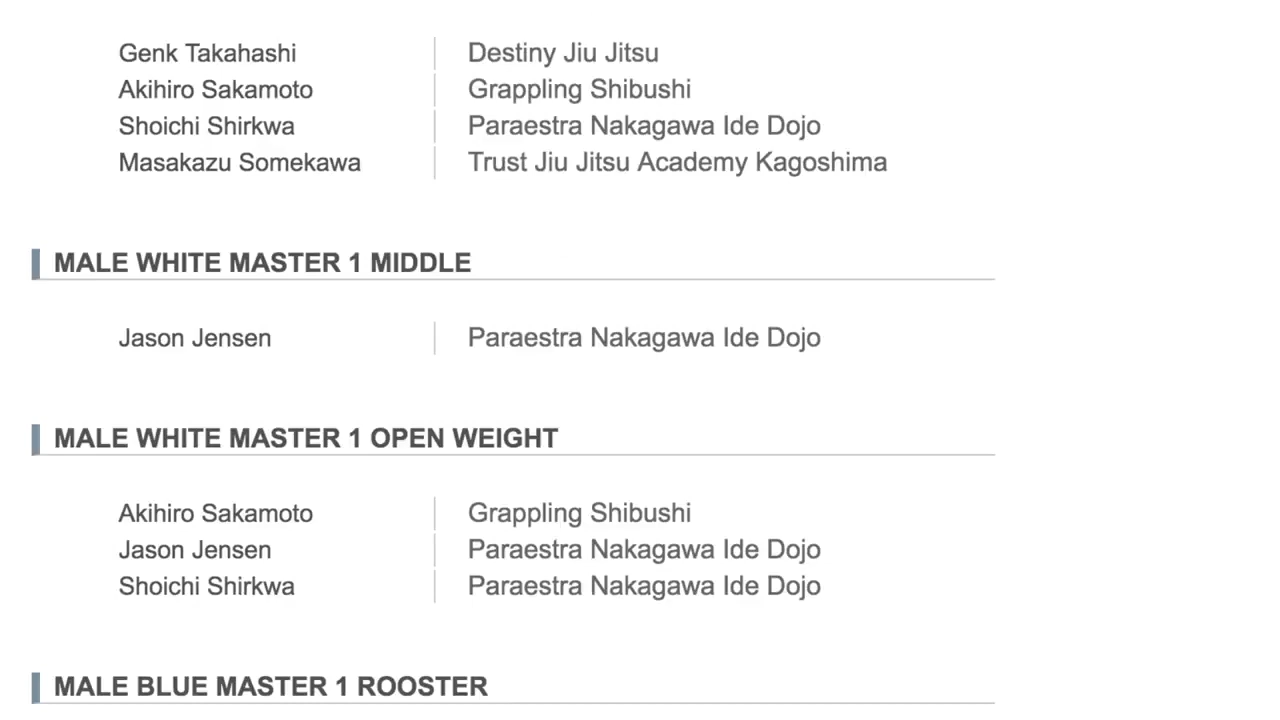 Genk Takahashi Destiny Jiu Jitsu
Akihiro Sakamoto Grappling Shibushi
Shoichi Shirkwa Paraestra Nakagawa Ide Dojo
Masakazu Somekawa Trust Jiu Jitsu Academy Kagoshima
MALE WHITE MASTER 1 MIDDLE
Jason Jensen Paraestra Nakagawa Ide Dojo
MALE WHITE MASTER 1 OPEN WEIGHT
Akihiro Sakamoto Grappling Shibushi
Jason Jensen Paraestra Nakagawa Ide Dojo
Shoichi Shirkwa Paraestra Nakagawa Ide Dojo
MALE BLUE MASTER 1 ROOSTER